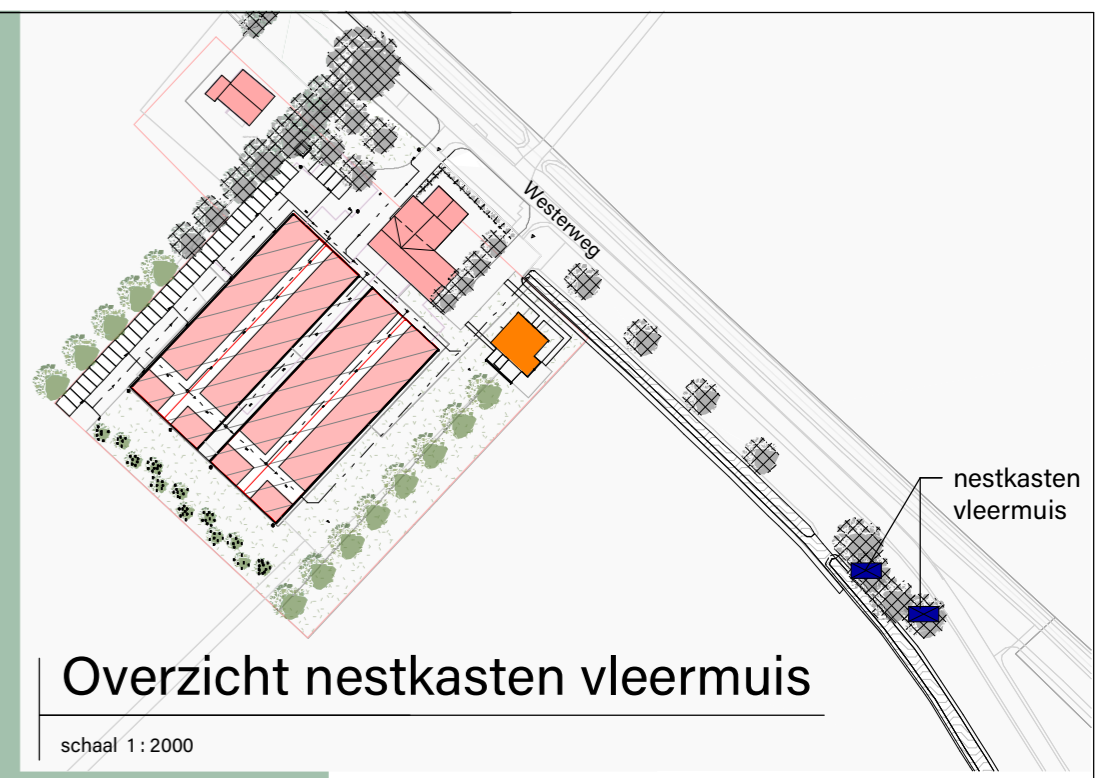 Westerweg
nestkasten
vleermuis
Overzicht nestkasten vleermuis
schaal 1 : 2000